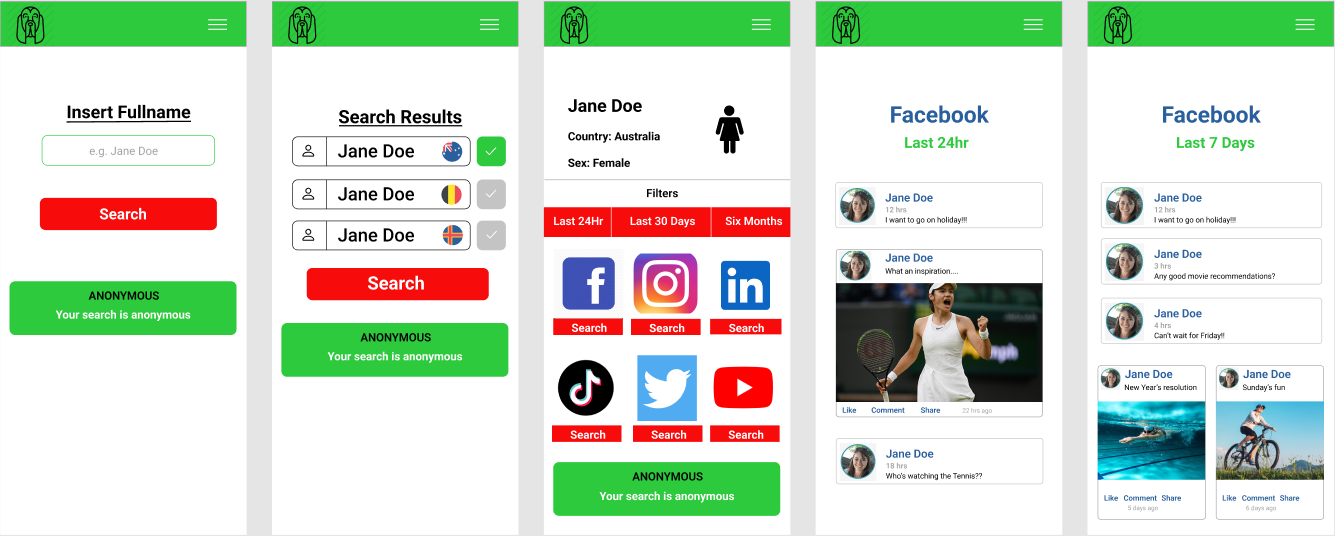 Insert Fullname
e.g. Jane Doe
Search
ANONYMOUS
Your search is anonymous
Search Results
Jane Doe
Jane Doe
Jane Doe
Search
ANONYMOUS
Your search is anonymous
Jane Doe
Country: Australia
Sex: Female
Filters
Last 24Hr Last 30 Days Six Months
f in
Search Search Search
Search Search Search
ANONYMOUS
Your search is anonymous
Facebook
Last 24hr
Jane Doe
12 hrs
I want to go on holiday!!!
Jane Doe
What an inspiration....
Like Comment Share 22 hrs ago
Jane Doe
18 hrs
Who's watching the Tennis??
Facebook
Last 7 Days
Jane Doe
12 hrs
I want to go on holiday!!!
Jane Doe
3 hrs
Any good movie recommendations?
Jane Doe
4 hrs
Can't wait for Friday!!
Jane Doe
New Year's resolution
Like Comment Share
5 days ago
Jane Doe
Sunday's fun
Like Comment Share
6 days ago